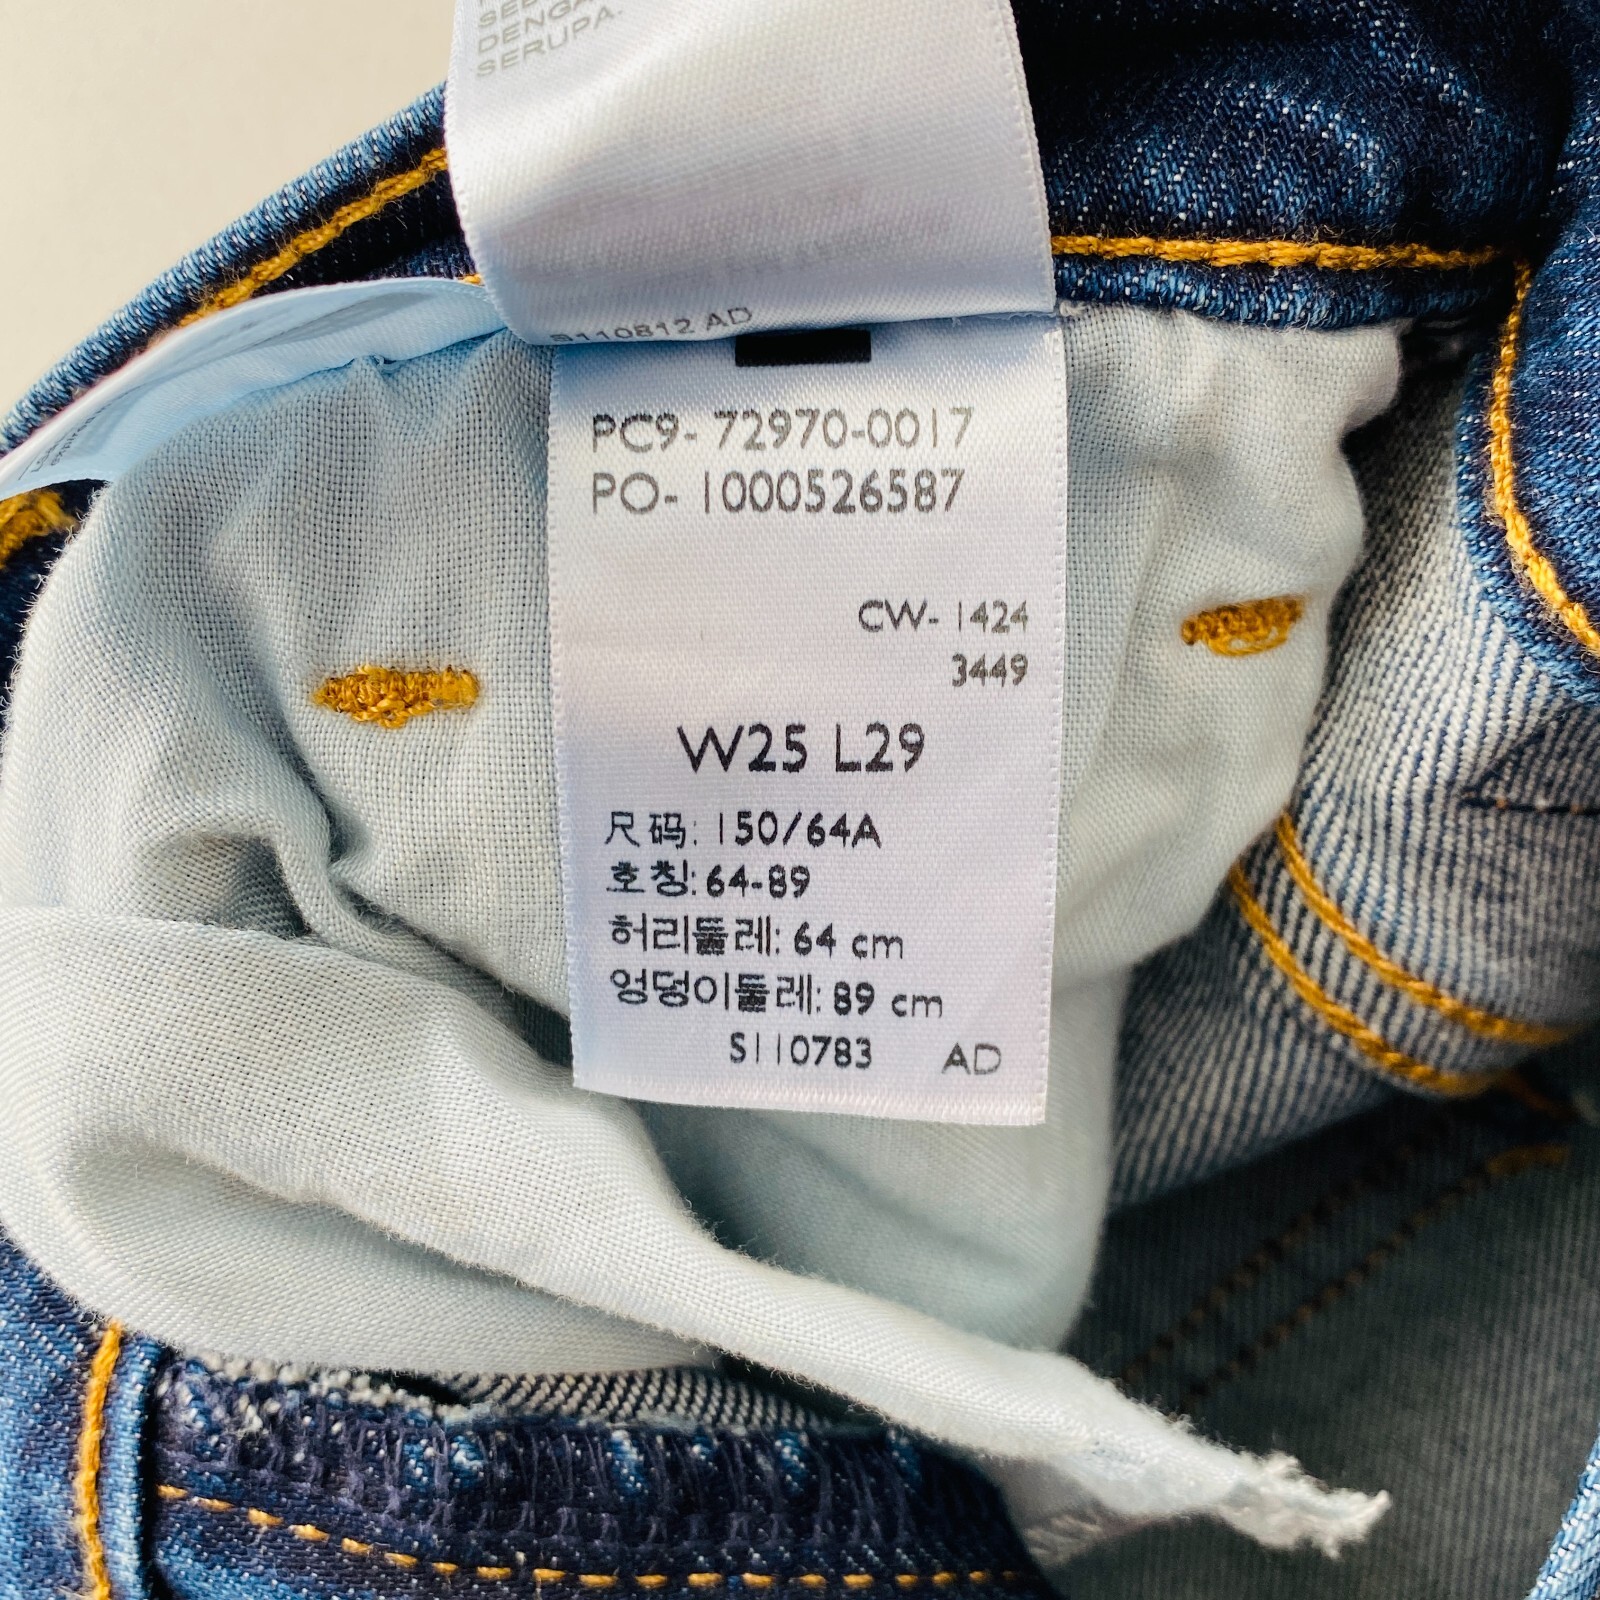 DENGA
SERUPA.
S110812 AD
PC9- 72970-0017
PO- 1000526587
CW- 1424
3449
W25 L29
尺码: 150/64A
호칭: 64-89
허리둘레: 64 cm
엉덩이둘레: 89 cm
S110783 AD